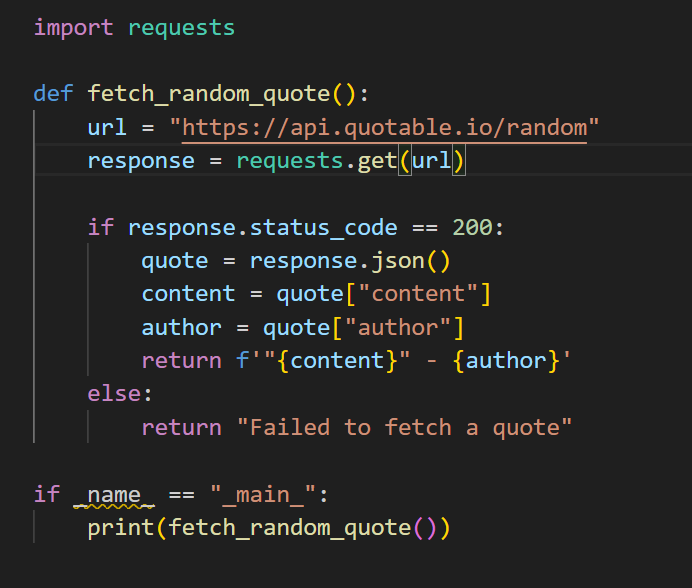 import requests

def fetch_random_quote():
    url = "https://api.quotable.io/random"
    response = requests.get(url)

    if response.status_code == 200:
        quote = response.json()
        content = quote["content"]
        author = quote["author"]
        return f'"{content}" - {author}'
    else:
        return "Failed to fetch a quote"

if _name_ == "_main_":
    print(fetch_random_quote())